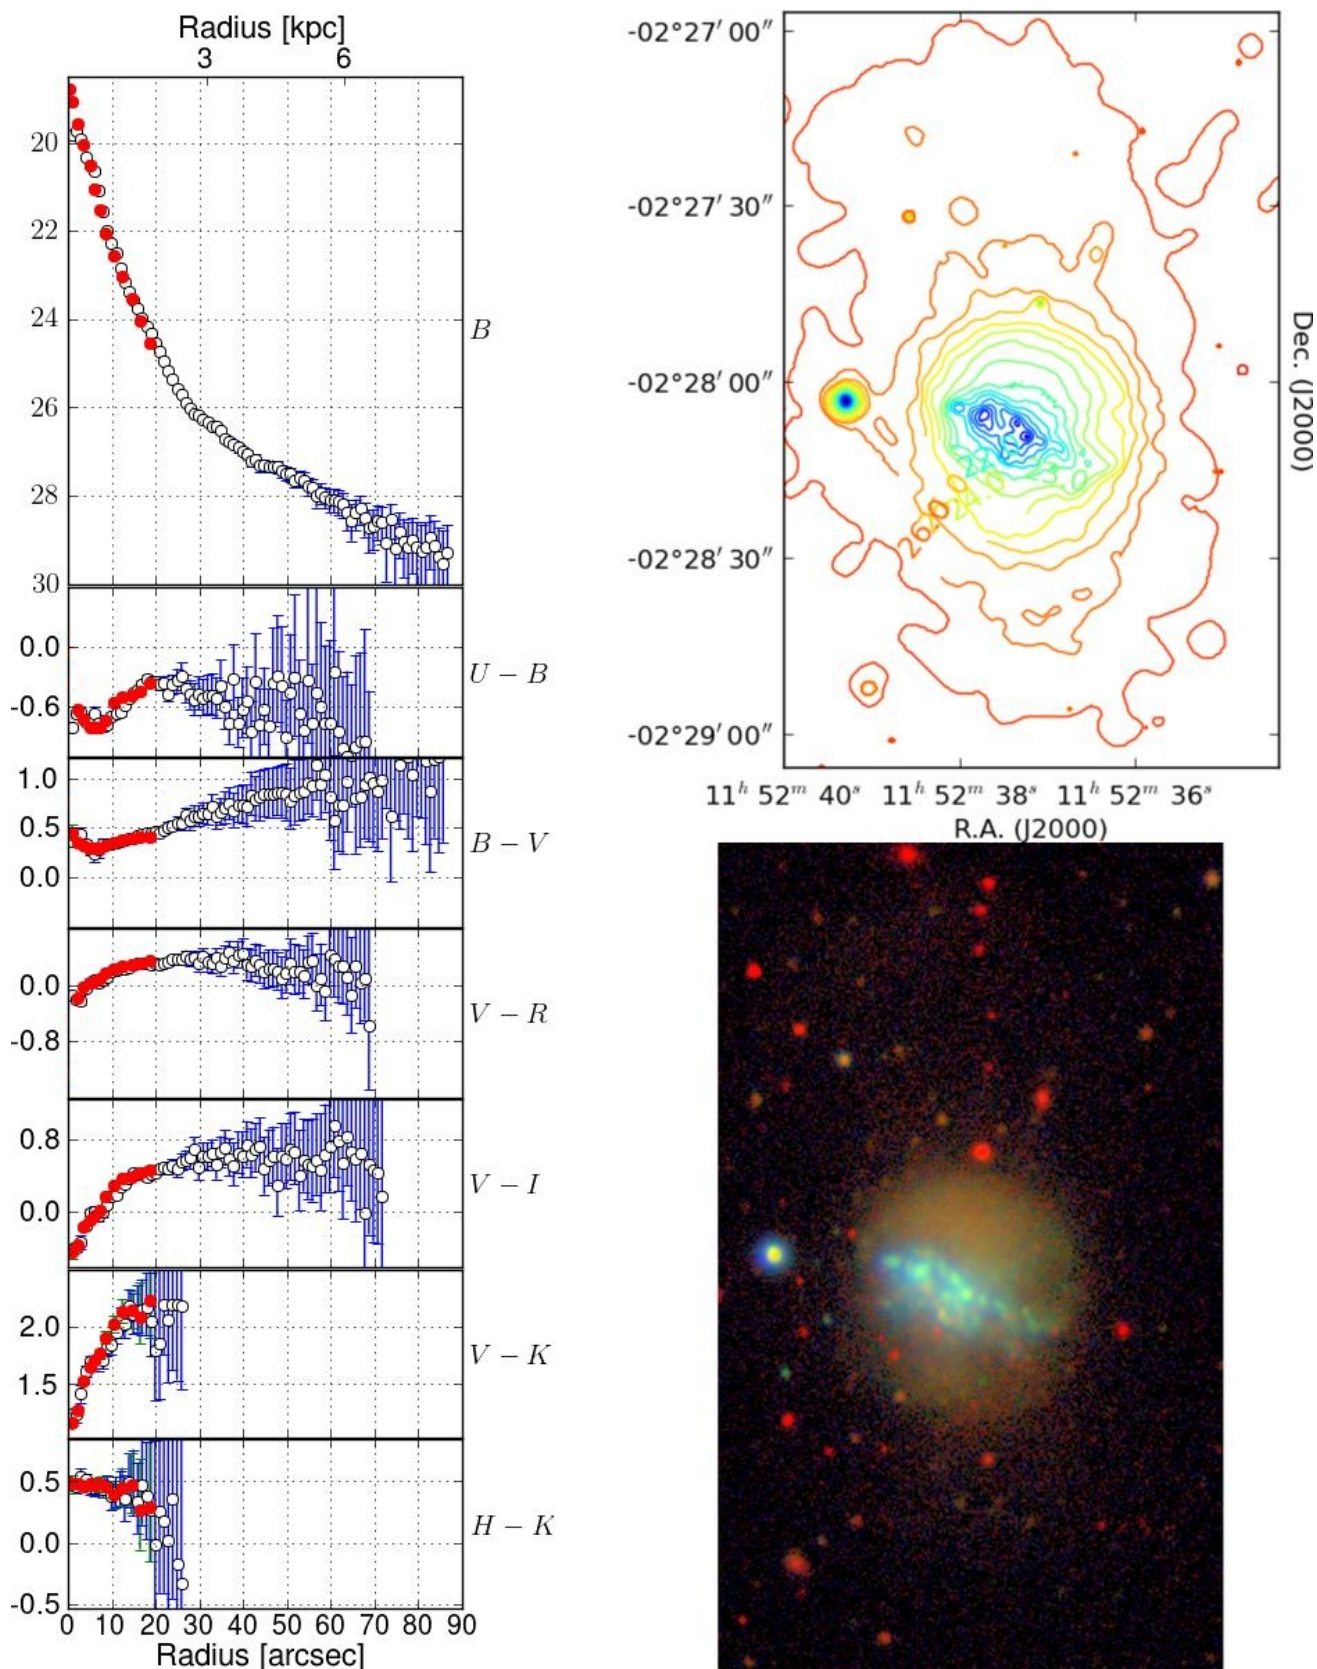 Radius [kpc]
3 6
20
22
24
26
28
30
B
0.0
-0.6
U − B
1.0
0.5
0.0
B − V
0.0
-0.8
V − R
0.8
0.0
V − I
2.0
1.5
V − K
0.5
0.0
-0.5
H − K
0 10 20 30 40 50 60 70 80 90
Radius [arcsec]
-02°27′ 00″
-02°27′ 30″
-02°28′ 00″
-02°28′ 30″
-02°29′ 00″
Dec. (J2000)
11ʰ 52ᵐ 40ˢ 11ʰ 52ᵐ 38ˢ 11ʰ 52ᵐ 36ˢ
R.A. (J2000)